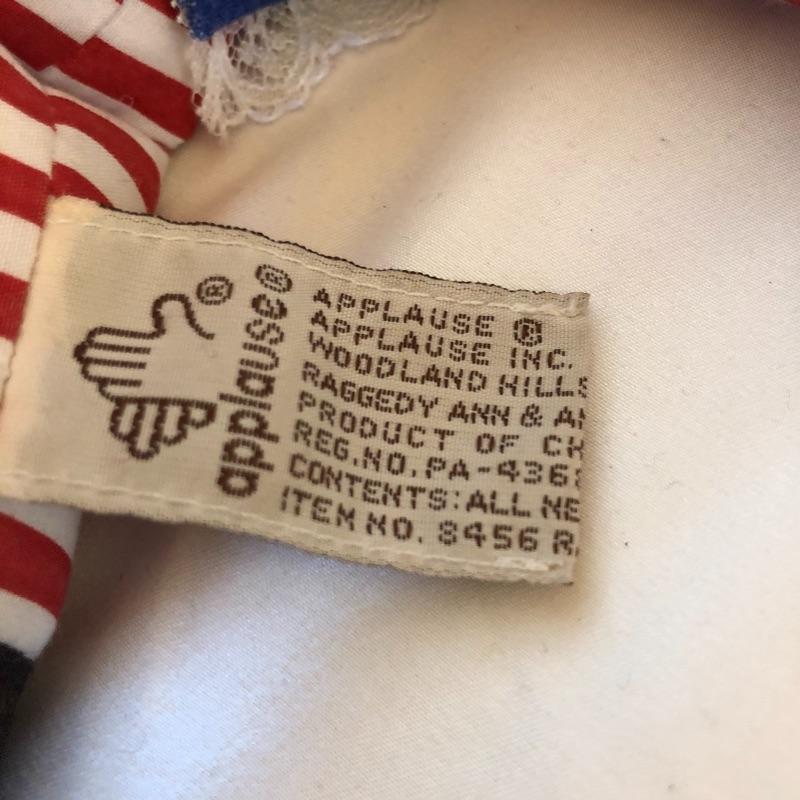 applause®
®
APPLAUSE ®
APPLAUSE INC.
WOODLAND HILLS
RAGGEDY ANN & AN
PRODUCT OF CH
REG.NO.PA-436
CONTENTS: ALL NE
ITEM NO. 8456 R